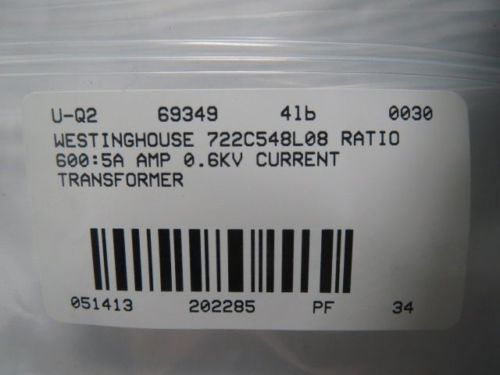 U-Q2 69349 4lb 0030
WESTINGHOUSE 722C548L08 RATIO
600:5A AMP 0.6KV CURRENT
TRANSFORMER
051413 202285 PF 34